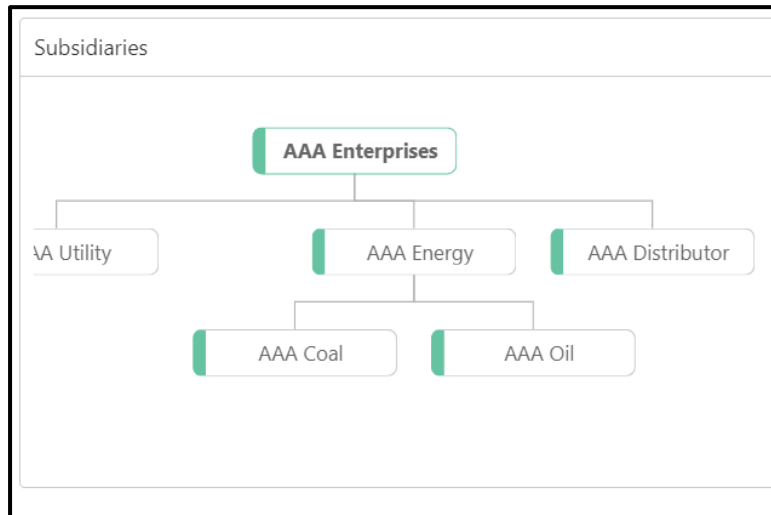 Subsidiaries
AAA Enterprises
AA Utility
AAA Energy
AAA Distributor
AAA Coal
AAA Oil